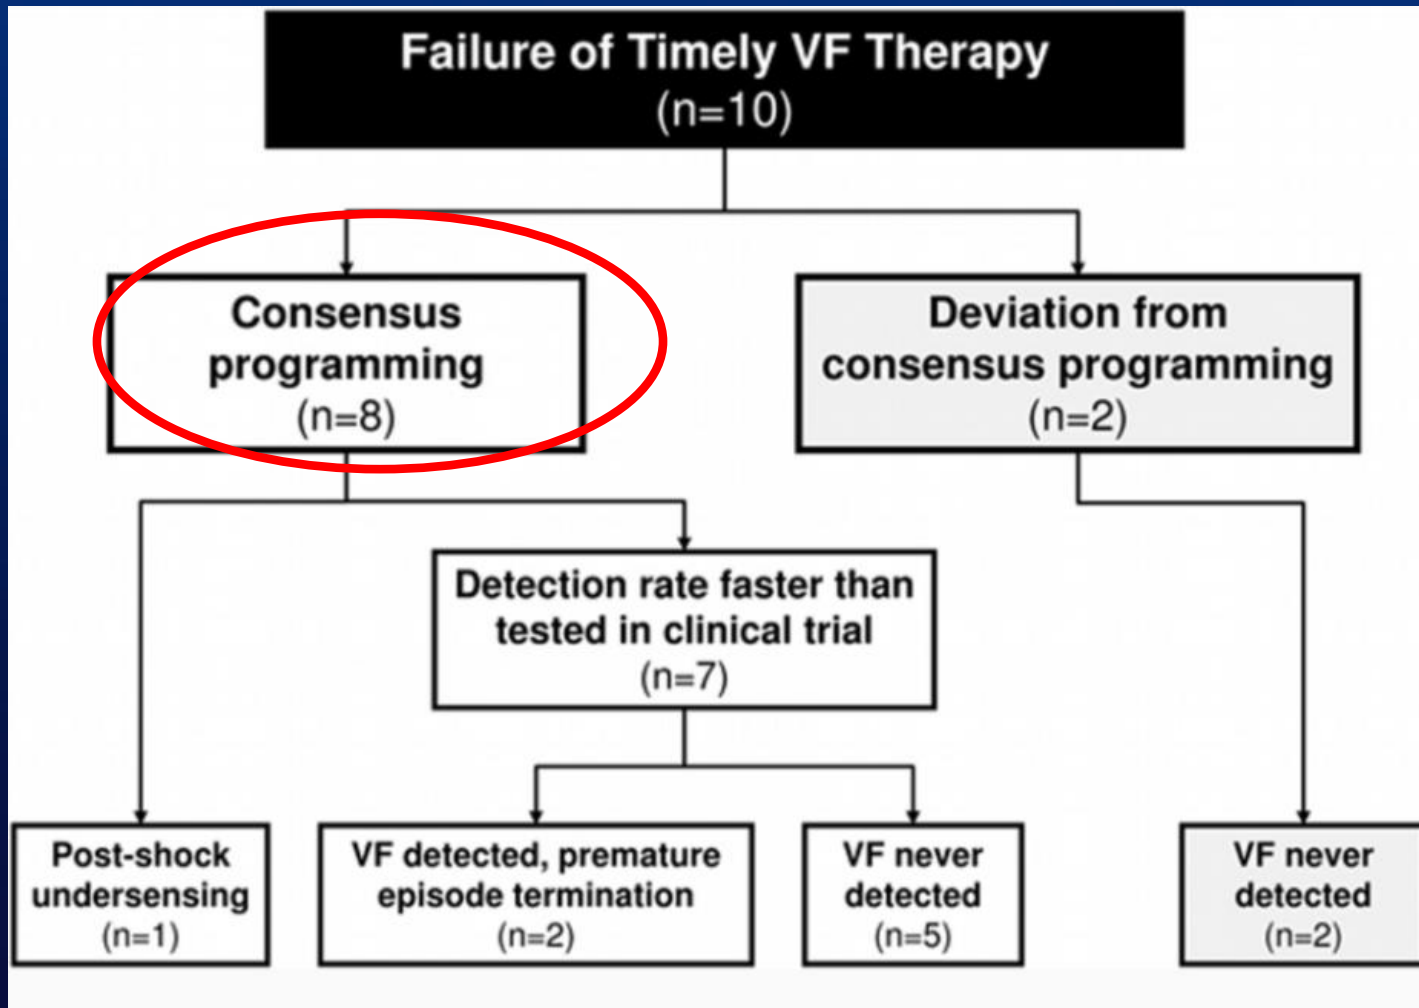 Failure of Timely VF Therapy
(n=10)
Consensus
programming
(n=8)
Deviation from
consensus programming
(n=2)
Detection rate faster than
tested in clinical trial
(n=7)
Post-shock
undersensing
(n=1)
VF detected, premature
episode termination
(n=2)
VF never
detected
(n=5)
VF never
detected
(n=2)